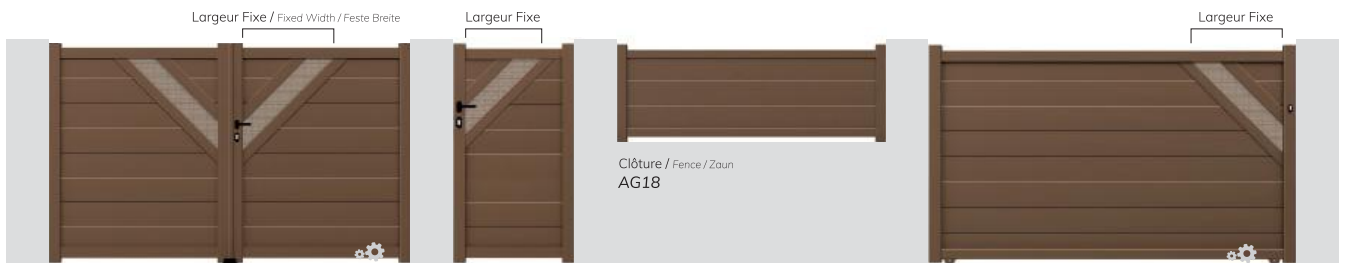 Largeur Fixe / Fixed Width / Feste Breite
Largeur Fixe
Largeur Fixe
Clôture / Fence / Zaun
AG18